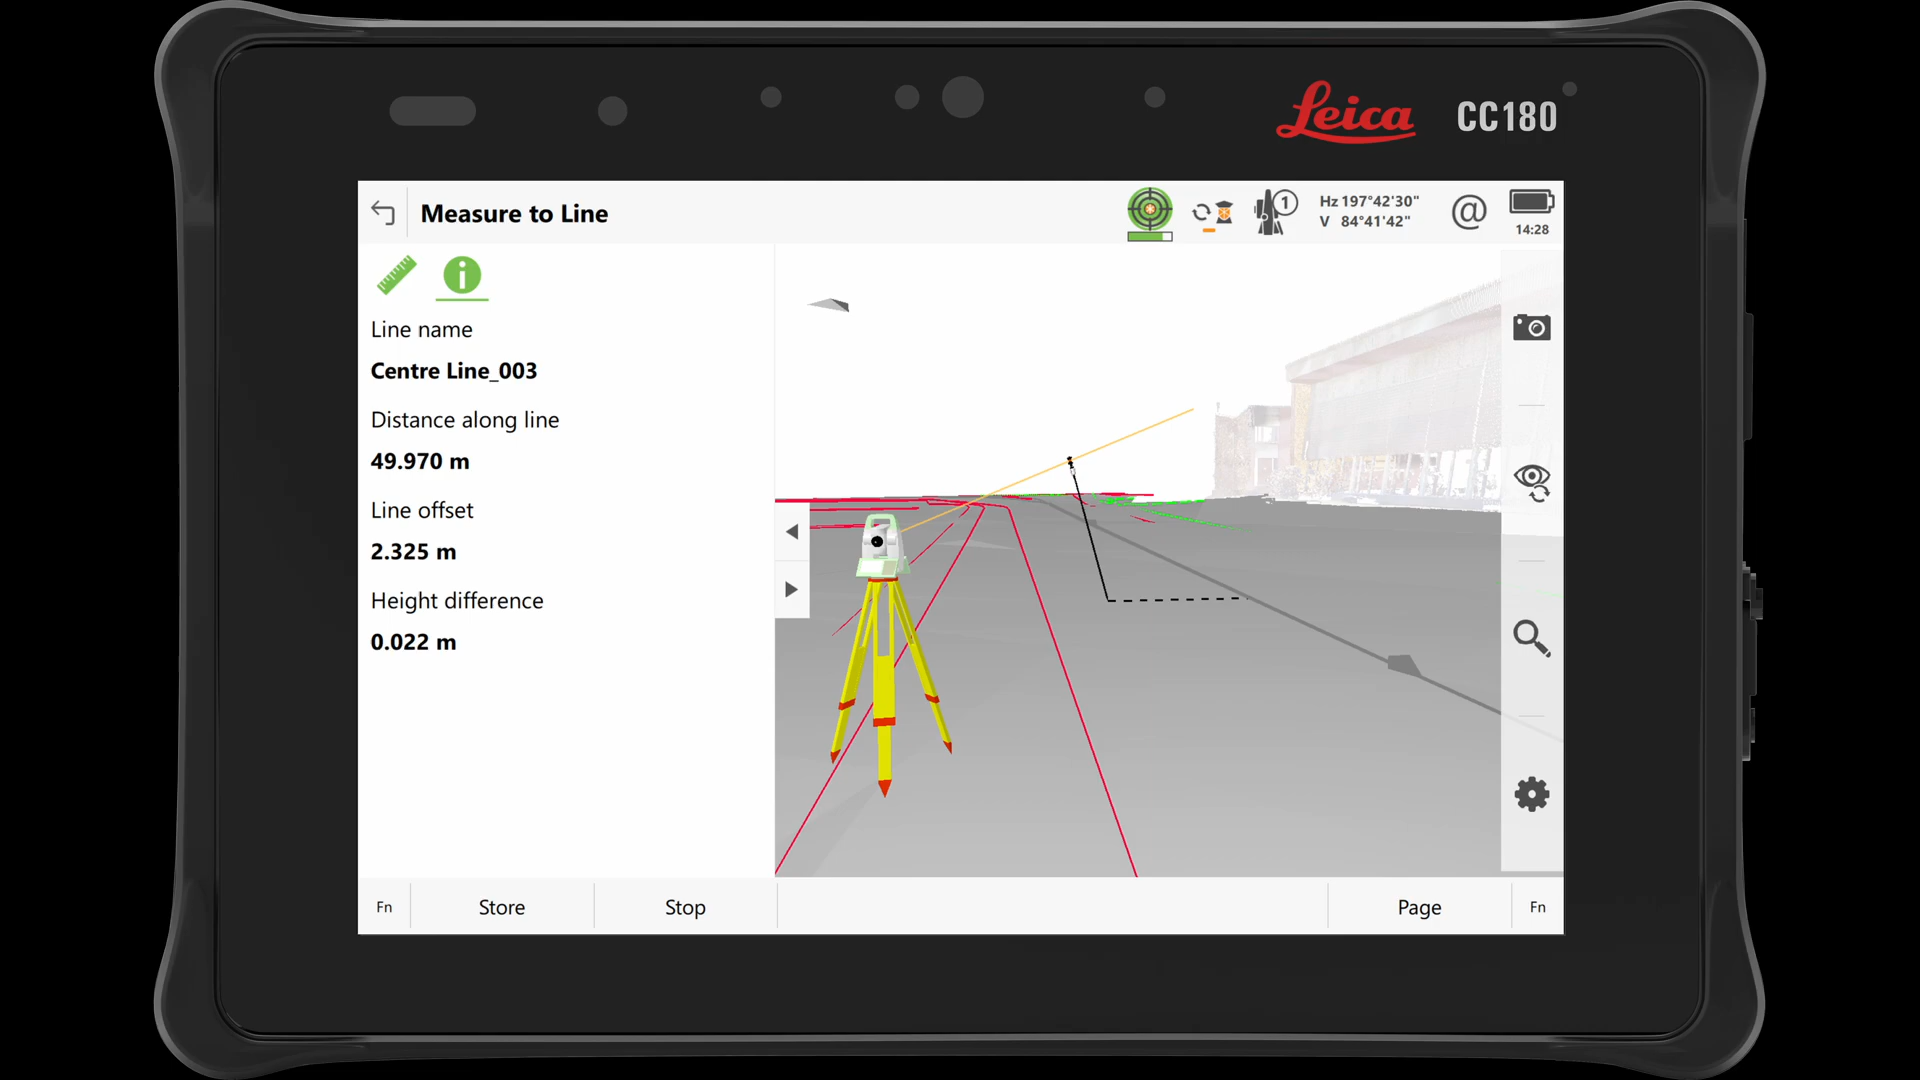 Leica CC180
Measure to Line
1
Hz 197°42'30"
V 84°41'42"
@
14:28
i
Line name
Centre Line_003
Distance along line
49.970 m
Line offset
2.325 m
Height difference
0.022 m
Fn Store Stop Page Fn